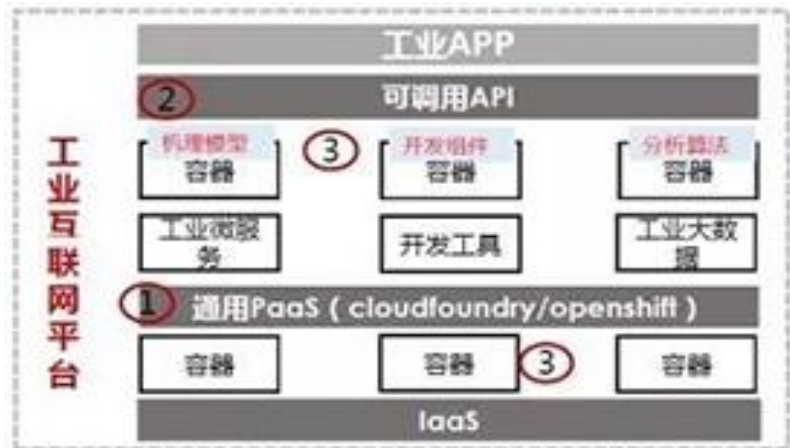 工业互联网平台
工业APP
② 可调用API
机理模型 ③ 开发组件 分析算法
容器 容器 容器
工业微服务 开发工具 工业大数据
① 通用PaaS ( cloudfoundry/openshift )
容器 容器 ③ 容器
IaaS